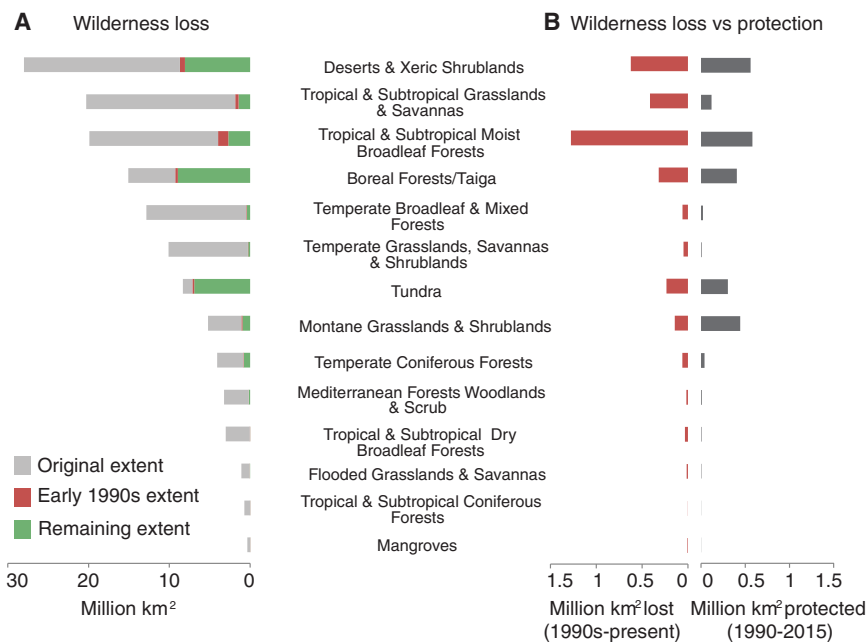 A Wilderness loss
B Wilderness loss vs protection
Deserts & Xeric Shrublands
Tropical & Subtropical Grasslands
& Savannas
Tropical & Subtropical Moist
Broadleaf Forests
Boreal Forests/Taiga
Temperate Broadleaf & Mixed
Forests
Temperate Grasslands, Savannas
& Shrublands
Tundra
Montane Grasslands & Shrublands
Temperate Coniferous Forests
Mediterranean Forests Woodlands
& Scrub
Tropical & Subtropical Dry
Broadleaf Forests
Flooded Grasslands & Savannas
Tropical & Subtropical Coniferous
Forests
Mangroves
Original extent
Early 1990s extent
Remaining extent
30 20 10 0
Million km²
1.5 1 0.5 0
Million km² lost
(1990s-present)
0 0.5 1 1.5
Million km² protected
(1990-2015)